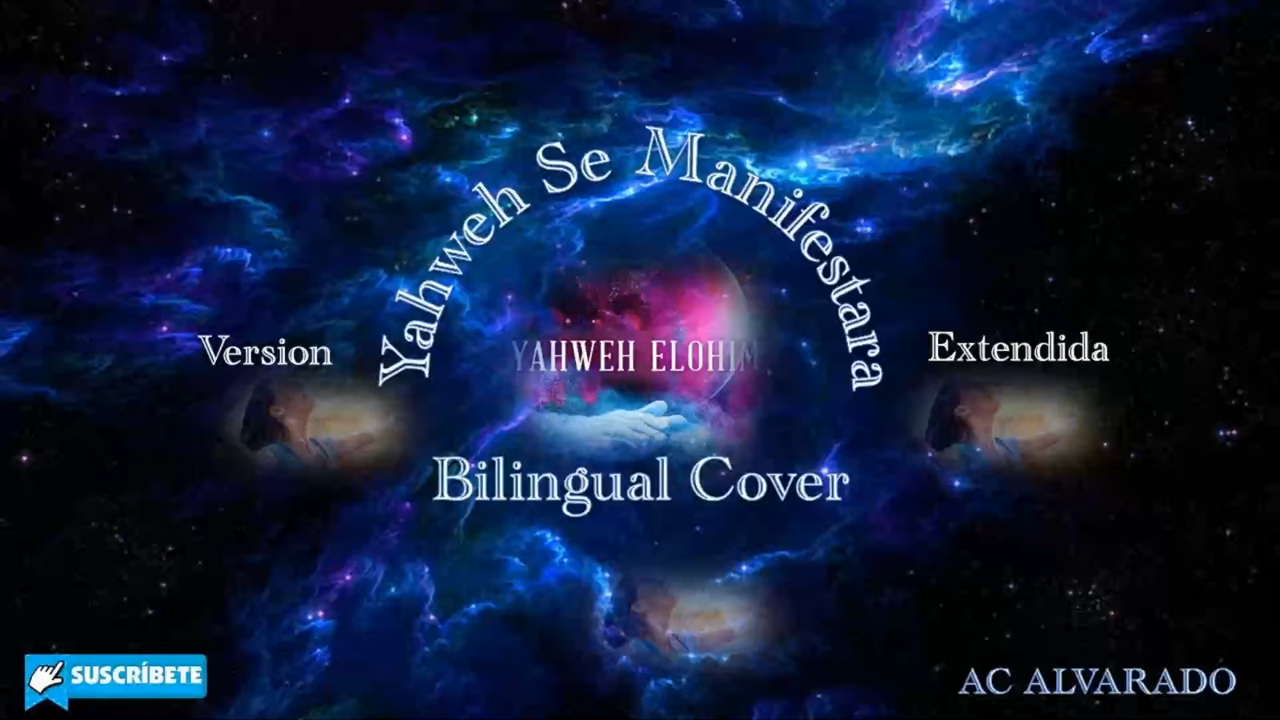 Yahweh Se Manifestara
Version
Extendida
YAHWEH ELOHIM
Bilingual Cover
SUSCRÍBETE
AC ALVARADO